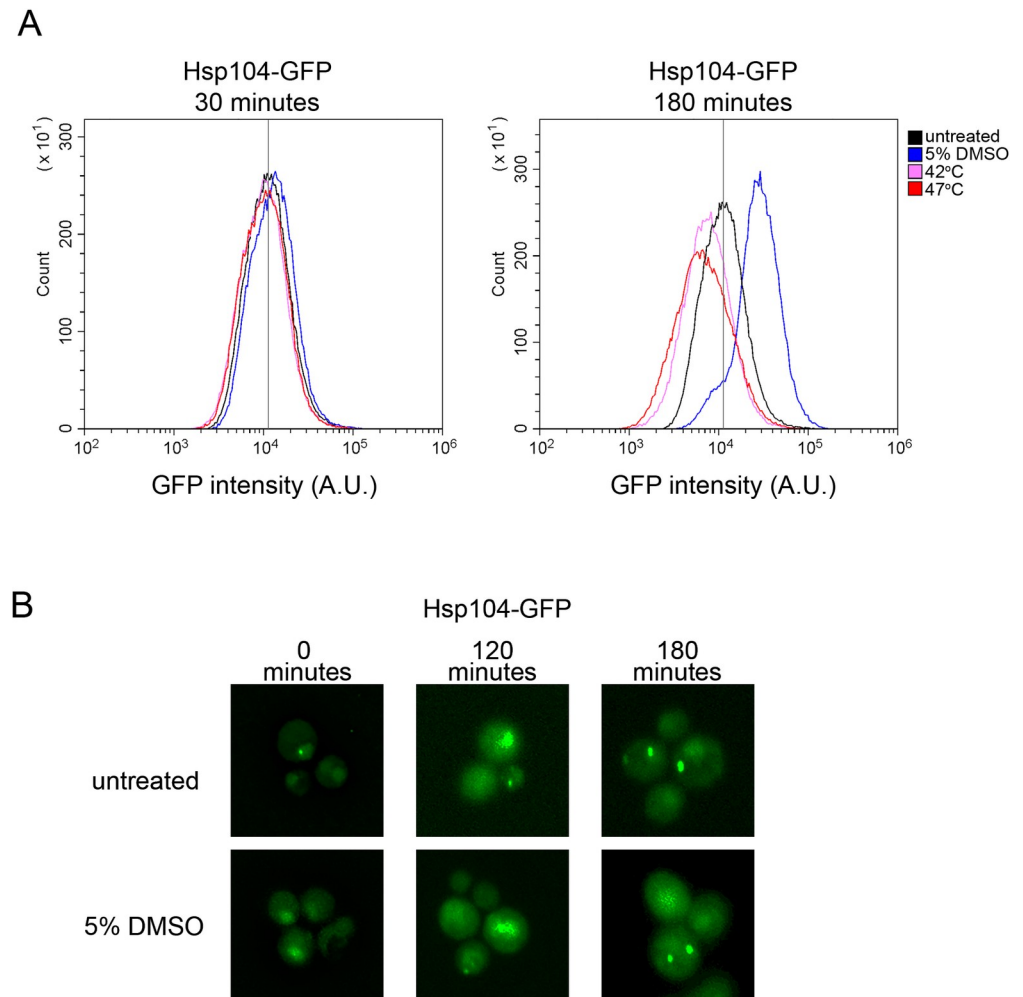 A
Hsp104-GFP
30 minutes
(x 10¹)
300
200
100
0
Count
10² 10³ 10⁴ 10⁵ 10⁶
GFP intensity (A.U.)
Hsp104-GFP
180 minutes
(x 10¹)
300
200
100
0
Count
10² 10³ 10⁴ 10⁵ 10⁶
GFP intensity (A.U.)
untreated
5% DMSO
42°C
47°C
B
Hsp104-GFP
0
minutes
120
minutes
180
minutes
untreated
5% DMSO